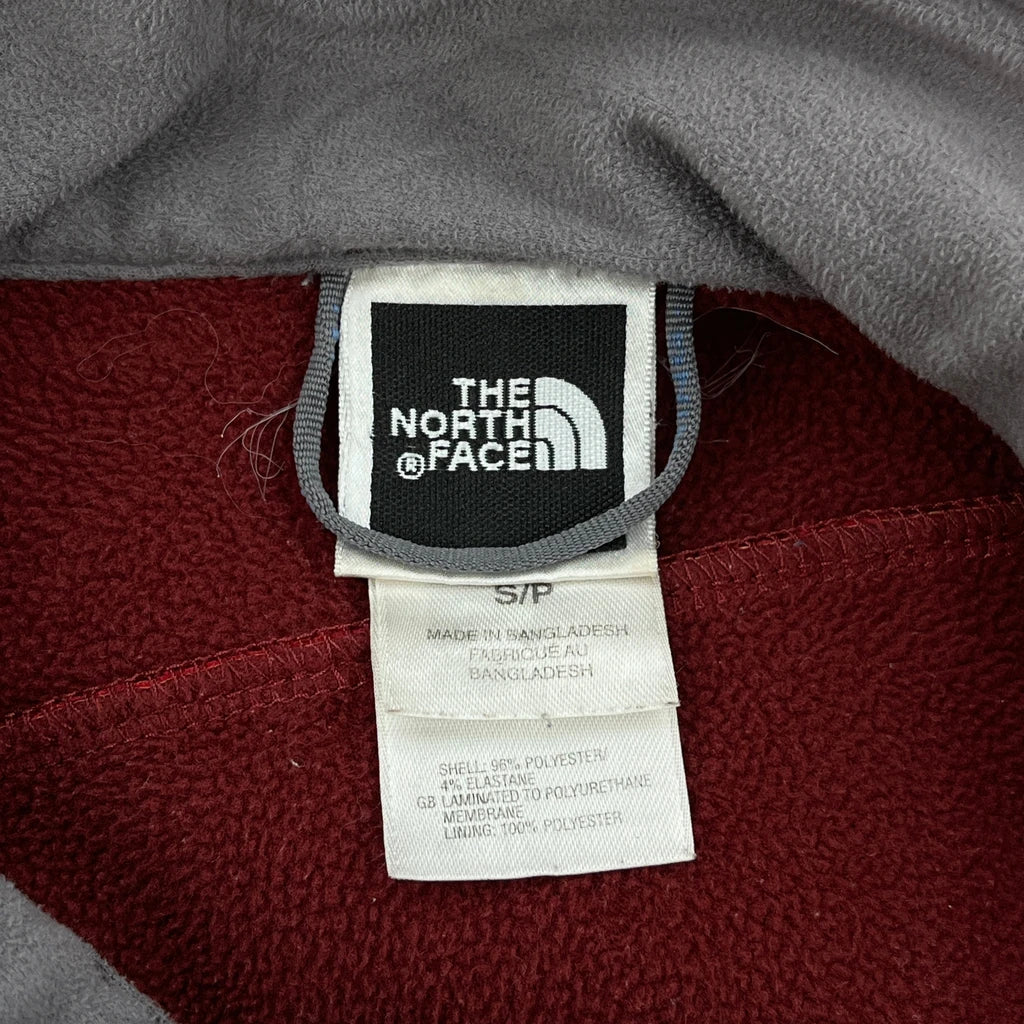 THE
NORTH
® FACE
S/P
MADE IN BANGLADESH
FABRIQUE AU
BANGLADESH
SHELL: 96% POLYESTER/
4% ELASTANE
GB LAMINATED TO POLYURETHANE
MEMBRANE
LINING: 100% POLYESTER